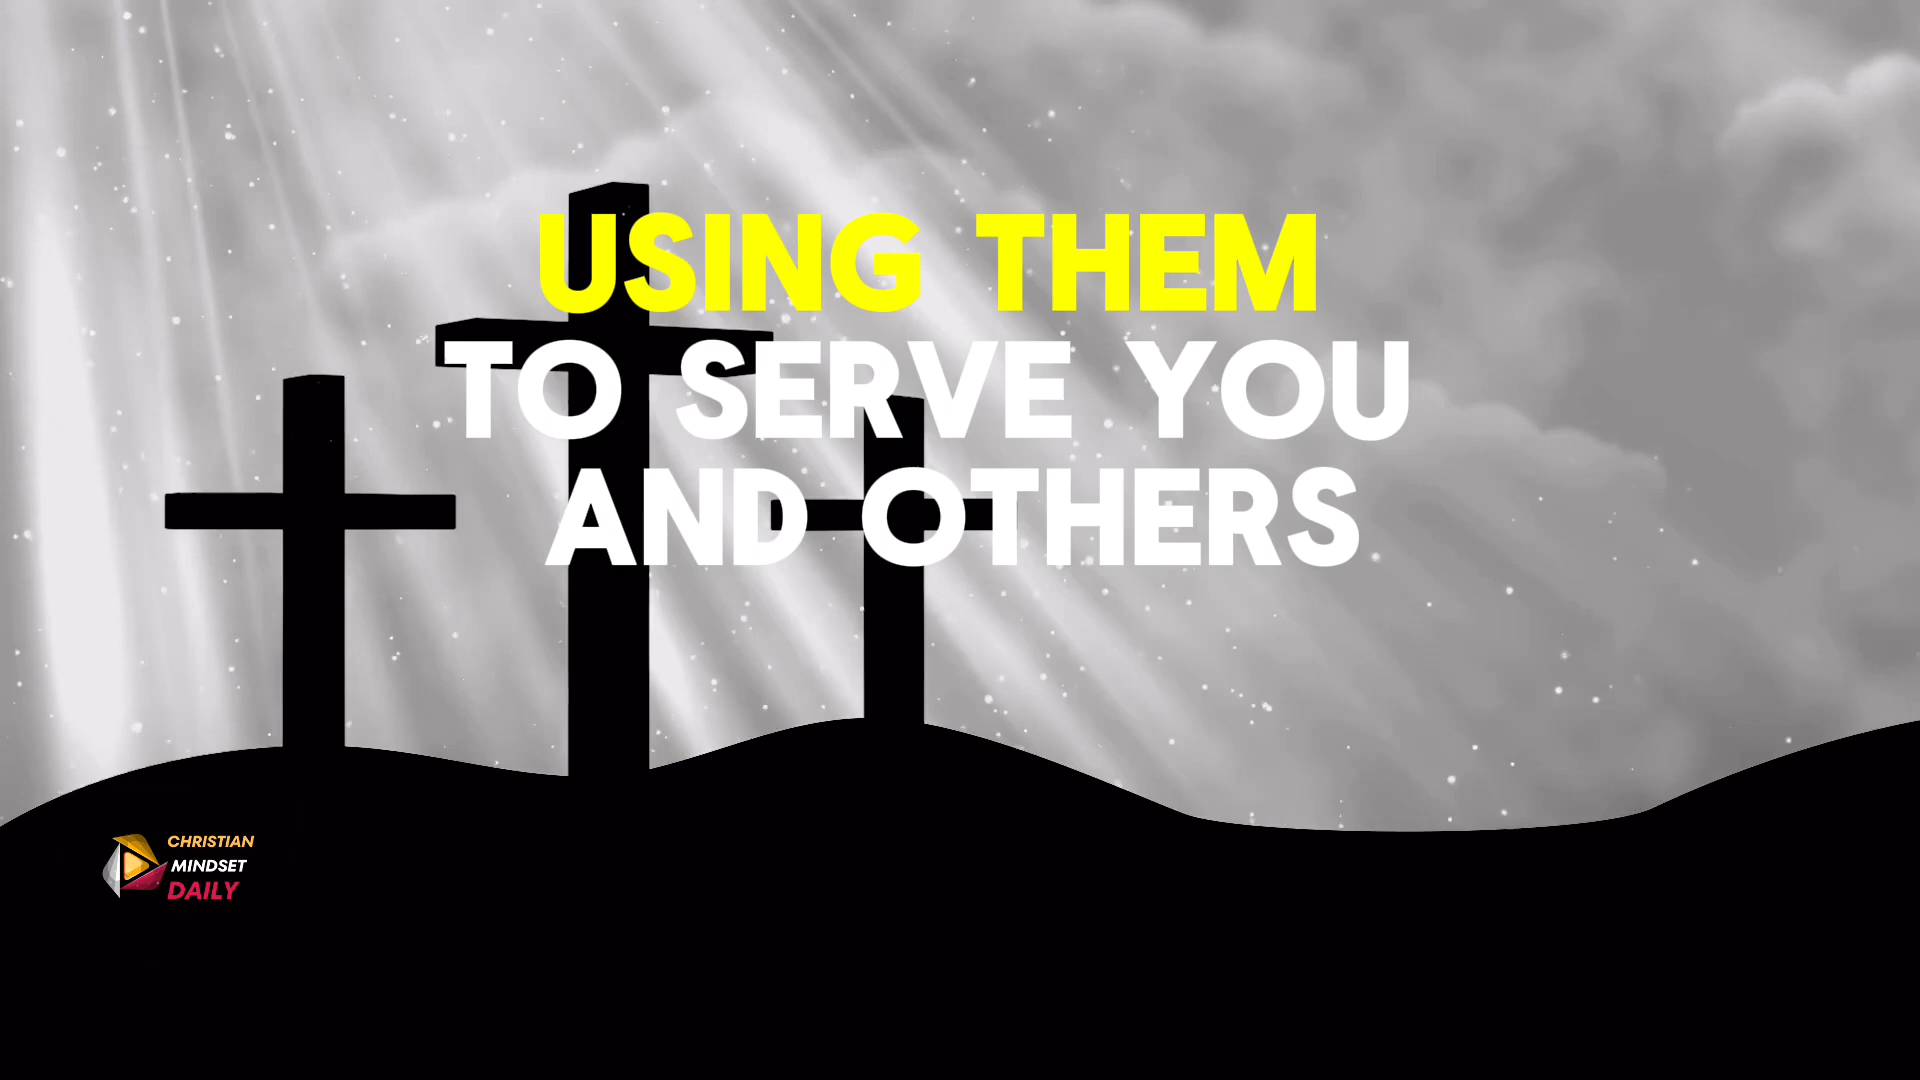 USING THEM
TO SERVE YOU
AND OTHERS
CHRISTIAN
MINDSET
DAILY